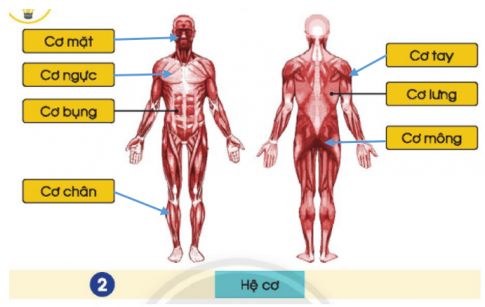 Cơ mặt
Cơ ngực
Cơ bụng
Cơ chân
Cơ tay
Cơ lưng
Cơ mông
2
Hệ cơ